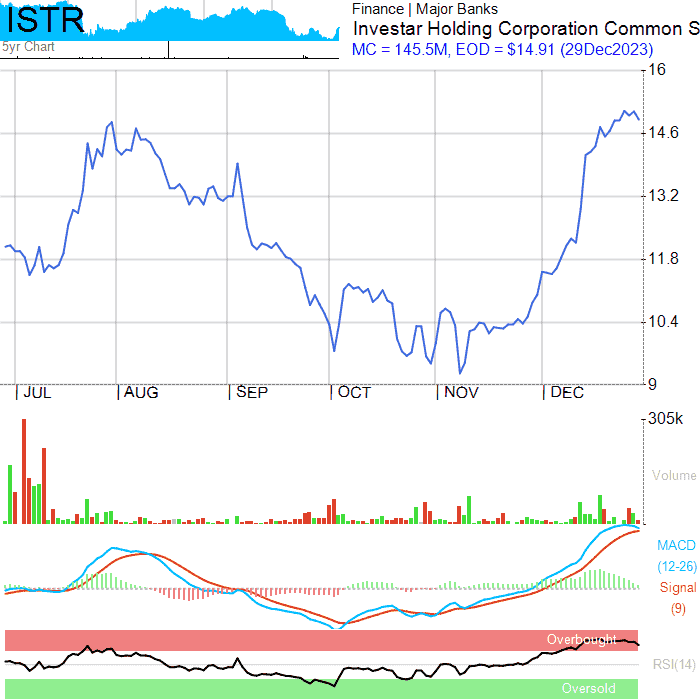 ISTR
5yr Chart
Finance | Major Banks
Investar Holding Corporation Common S
MC = 145.5M, EOD = $14.91 (29Dec2023)
16
14.6
13.2
11.8
10.4
9
JUL AUG SEP OCT NOV DEC
305k
Volume
MACD
(12-26)
Signal
(9)
Overbought
RSI(14)
Oversold